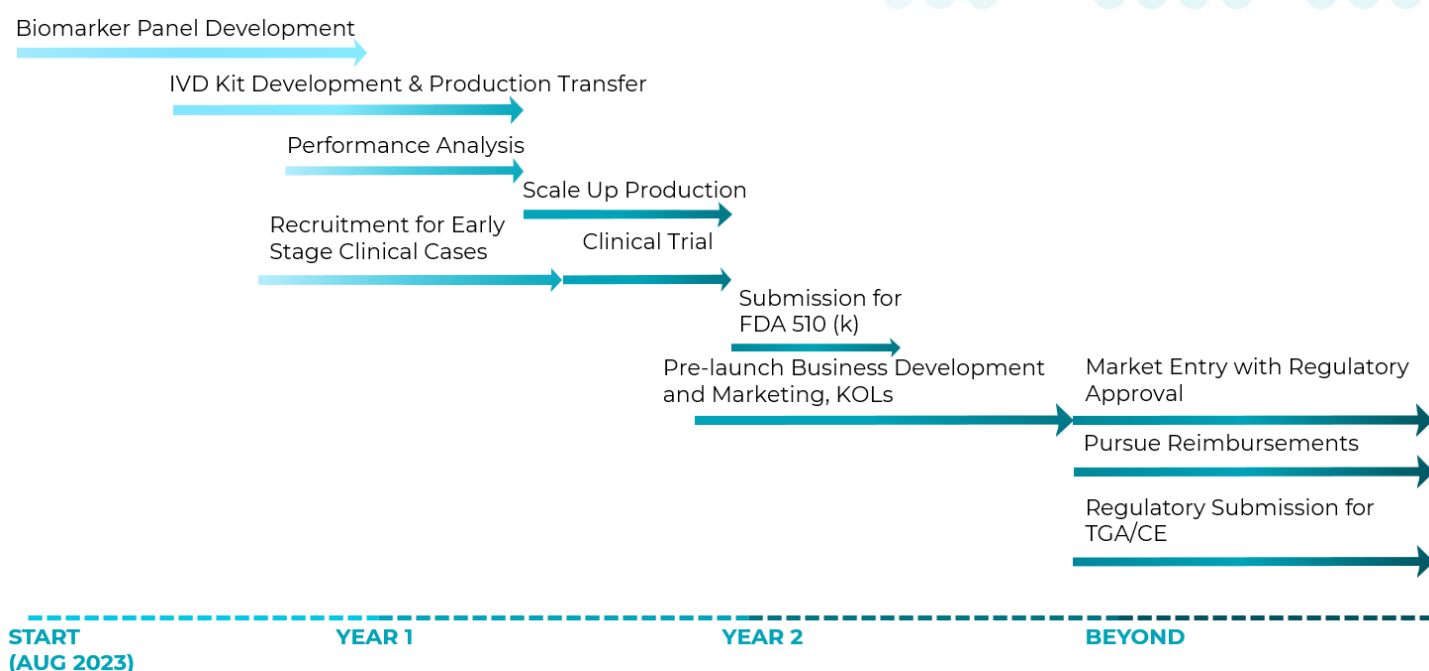 Biomarker Panel Development
IVD Kit Development & Production Transfer
Performance Analysis
Scale Up Production
Recruitment for Early
Stage Clinical Cases
Clinical Trial
Submission for
FDA 510 (k)
Pre-launch Business Development
and Marketing, KOLs
Market Entry with Regulatory
Approval
Pursue Reimbursements
Regulatory Submission for
TGA/CE
START
(AUG 2023)
YEAR 1
YEAR 2
BEYOND